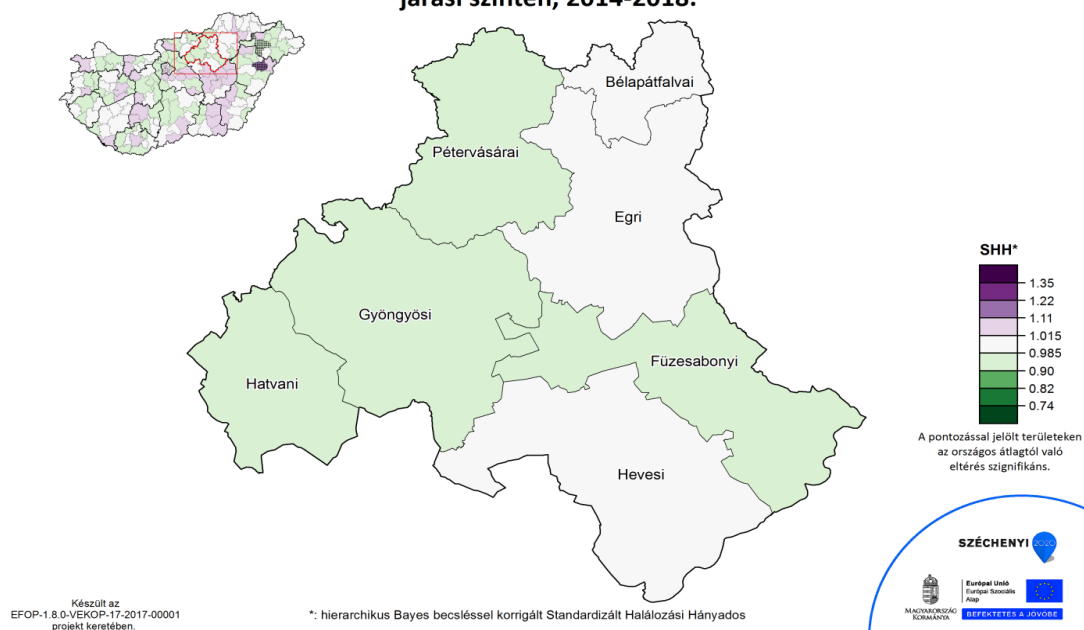 járási szinten, 2014-2018.
Bélapátfalvai
Pétervásárai
Egri
Gyöngyösi
Füzesabonyi
Hatvani
Hevesi
SHH*
1.35
1.22
1.11
1.015
0.985
0.90
0.82
0.74
A pontozással jelölt területeken
az országos átlagtól való
eltérés szignifikáns.
SZÉCHENYI 2020
Magyarország
Kormánya
Európai Unió
Európai Szociális
Alap
BEFEKTETÉS A JÖVŐBE
Készült az
EFOP-1.8.0-VEKOP-17-2017-00001
projekt keretében.
*: hierarchikus Bayes becsléssel korrigált Standardizált Halálozási Hányados